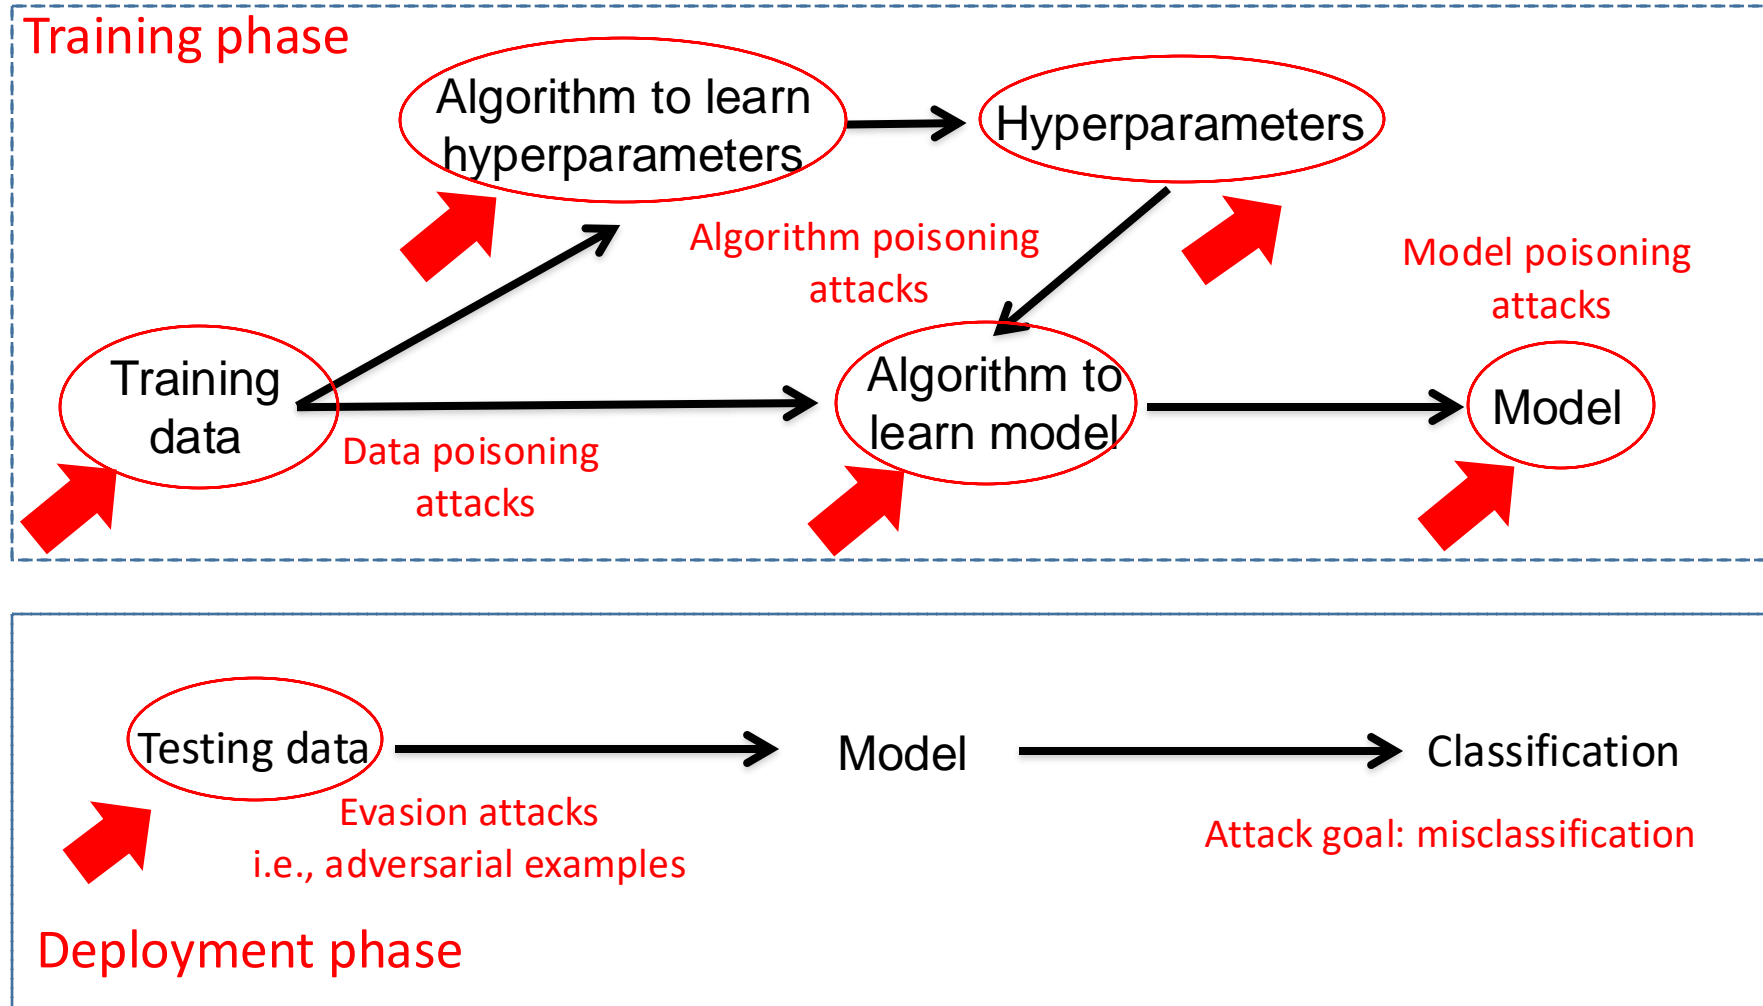 Training phase
Algorithm to learn
hyperparameters
Hyperparameters
Algorithm poisoning
attacks
Model poisoning
attacks
Training
data
Algorithm to
learn model
Model
Data poisoning
attacks
Testing data
Model
Classification
Evasion attacks
i.e., adversarial examples
Attack goal: misclassification
Deployment phase